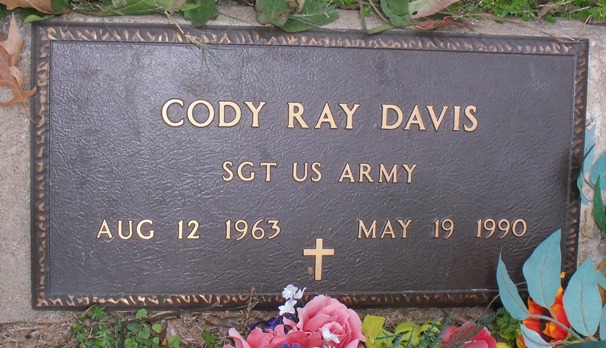 CODY RAY DAVIS
SGT US ARMY
AUG 12 1963 MAY 19 1990